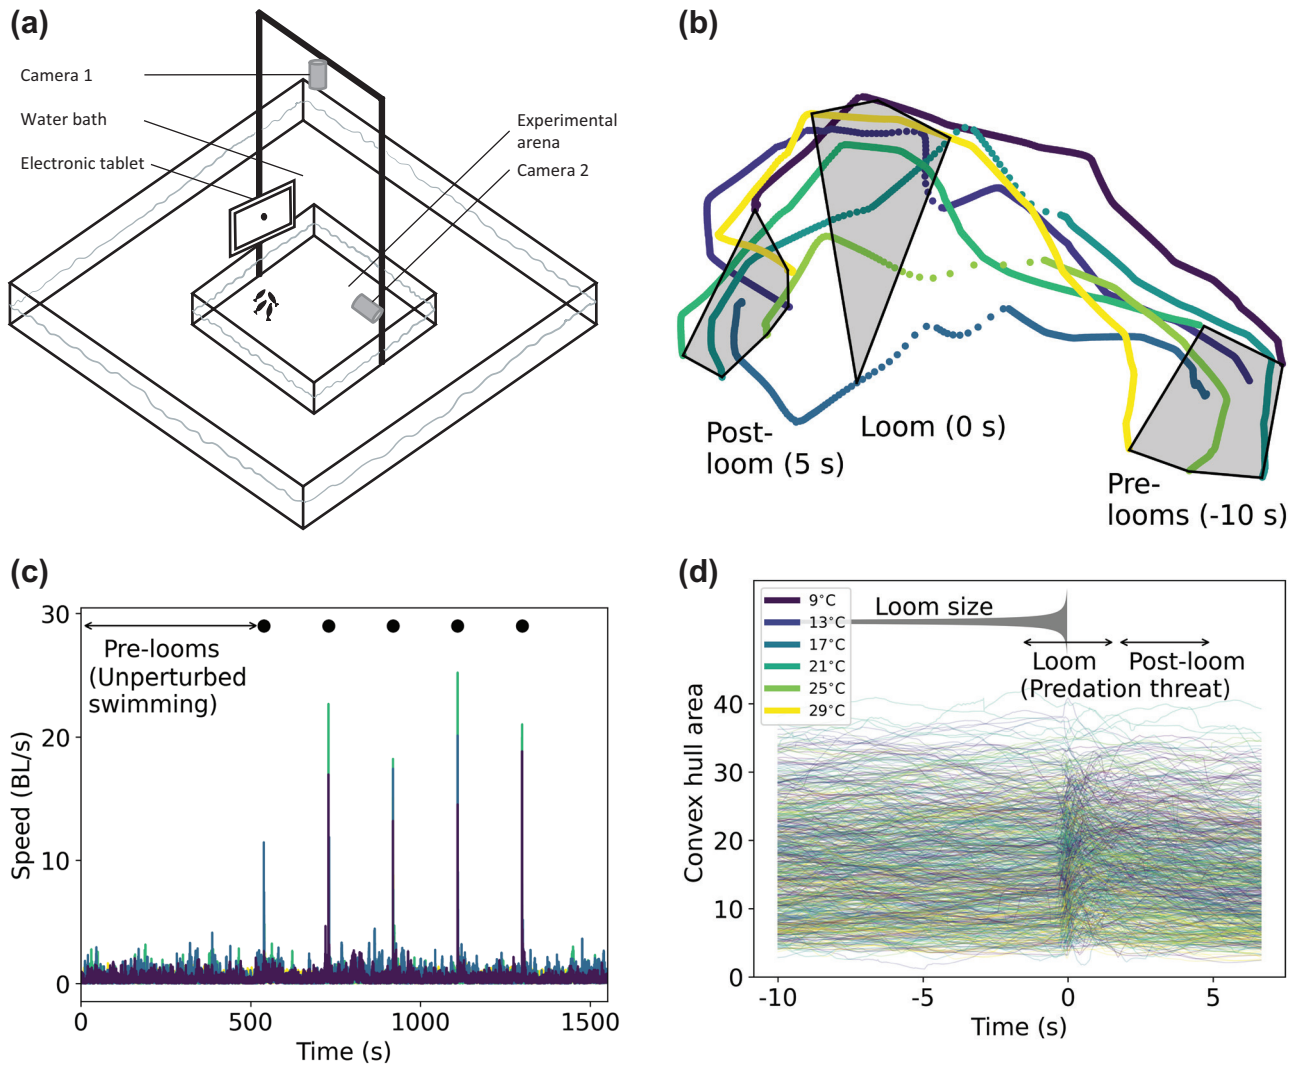 (a)
Camera 1
Water bath
Electronic tablet
Experimental
arena
Camera 2
(b)
Post-
loom (5 s)
Loom (0 s)
Pre-
looms (-10 s)
(c)
30
20
10
0
Speed (BL/s)
Pre-looms
(Unperturbed
swimming)
0
500
1000
1500
Time (s)
(d)
9°C
13°C
17°C
21°C
25°C
29°C
Loom size
Loom
Post-loom
(Predation threat)
40
30
20
10
0
Convex hull area
-10
-5
0
5
Time (s)